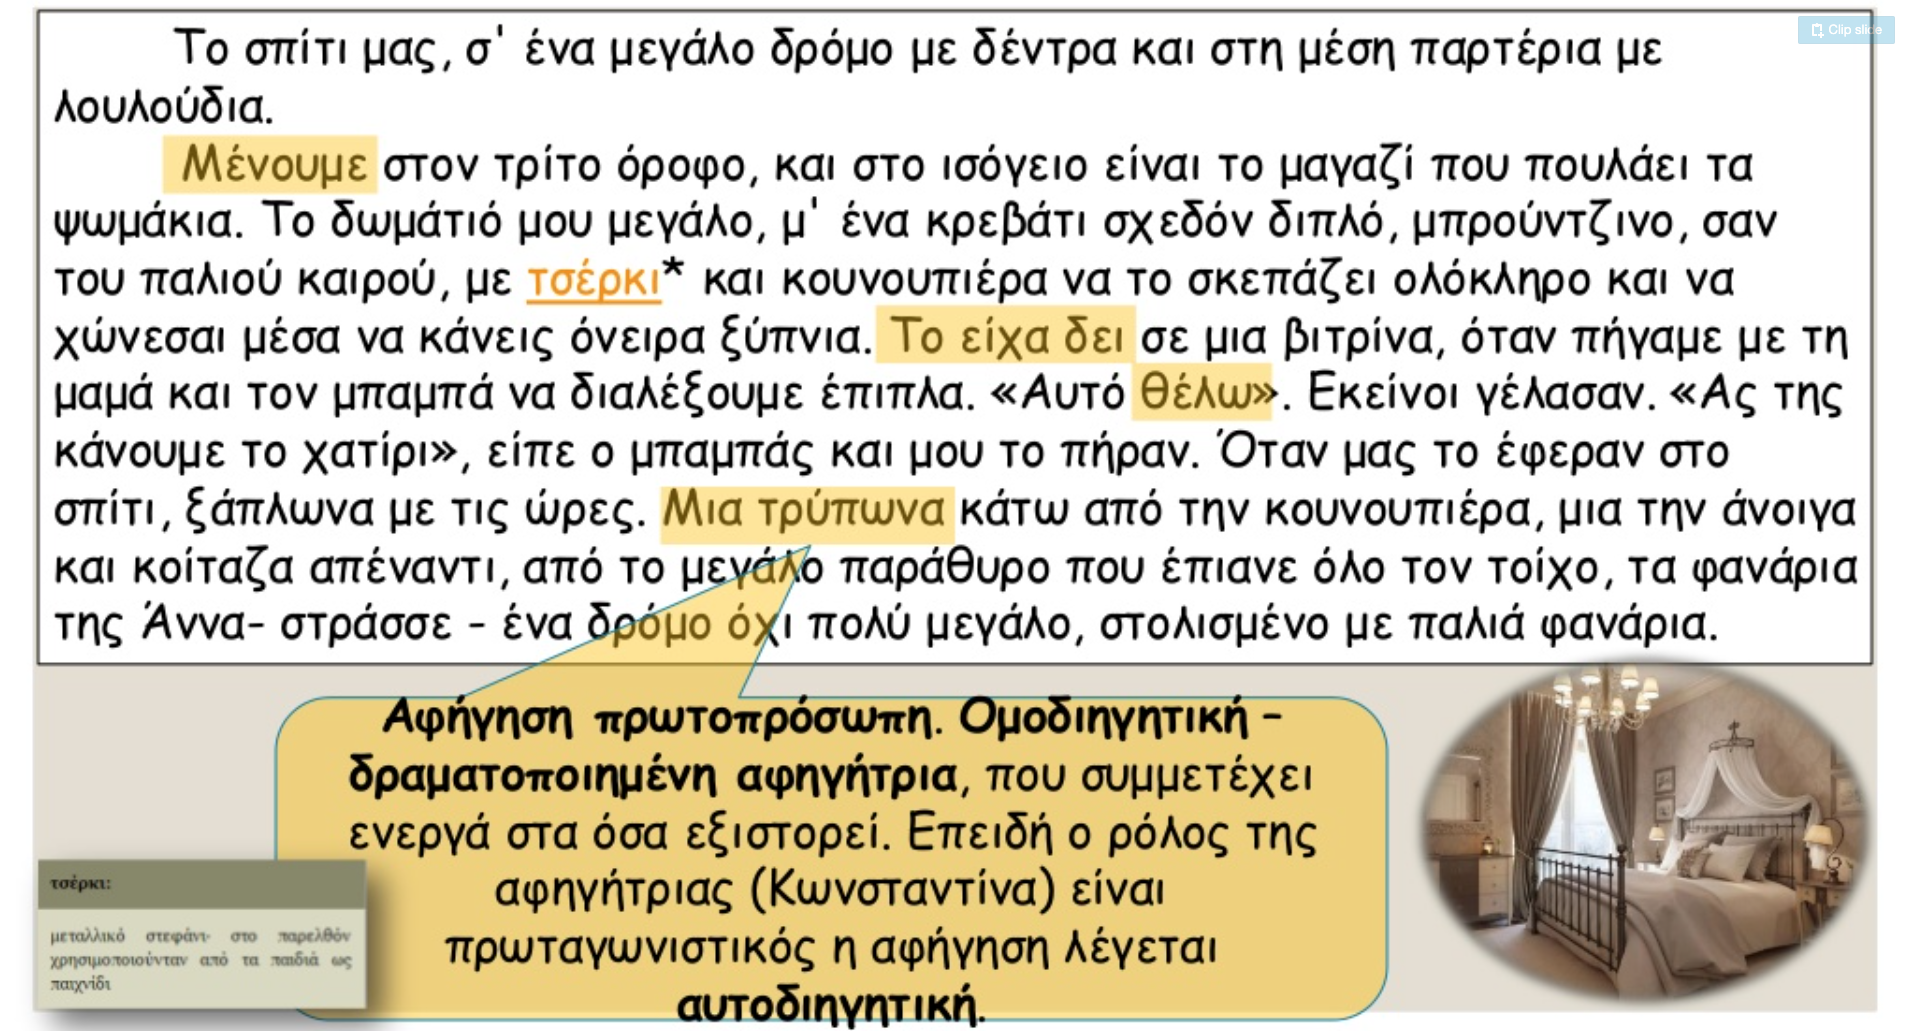 Clip slide
Το σπίτι μας, σ' ένα μεγάλο δρόμο με δέντρα και στη μέση παρτέρια με
λουλούδια.
Μένουμε στον τρίτο όροφο, και στο ισόγειο είναι το μαγαζί που πουλάει τα
ψωμάκια. Το δωμάτιό μου μεγάλο, μ' ένα κρεβάτι σχεδόν διπλό, μπρούντζινο, σαν
του παλιού καιρού, με τσέρκι* και κουνουπιέρα να το σκεπάζει ολόκληρο και να
χώνεσαι μέσα να κάνεις όνειρα ξύπνια. Το είχα δει σε μια βιτρίνα, όταν πήγαμε με τη
μαμά και τον μπαμπά να διαλέξουμε έπιπλα. «Αυτό θέλω». Εκείνοι γέλασαν. «Ας της
κάνουμε το χατίρι», είπε ο μπαμπάς και μου το πήραν. Όταν μας το έφεραν στο
σπίτι, ξάπλωνα με τις ώρες. Μια τρύπωνα κάτω από την κουνουπιέρα, μια την άνοιγα
και κοίταζα απέναντι, από το μεγάλο παράθυρο που έπιανε όλο τον τοίχο, τα φανάρια
της Άννα- στράσσε - ένα δρόμο όχι πολύ μεγάλο, στολισμένο με παλιά φανάρια.
Αφήγηση πρωτοπρόσωπη. Ομοδιηγητική –
δραματοποιημένη αφηγήτρια, που συμμετέχει
ενεργά στα όσα εξιστορεί. Επειδή ο ρόλος της
αφηγήτριας (Κωνσταντίνα) είναι
πρωταγωνιστικός η αφήγηση λέγεται
αυτοδιηγητική.
τσέρκι:
μεταλλικό στεφάνι- στο παρελθόν
χρησιμοποιούνταν από τα παιδιά ως
παιχνίδι